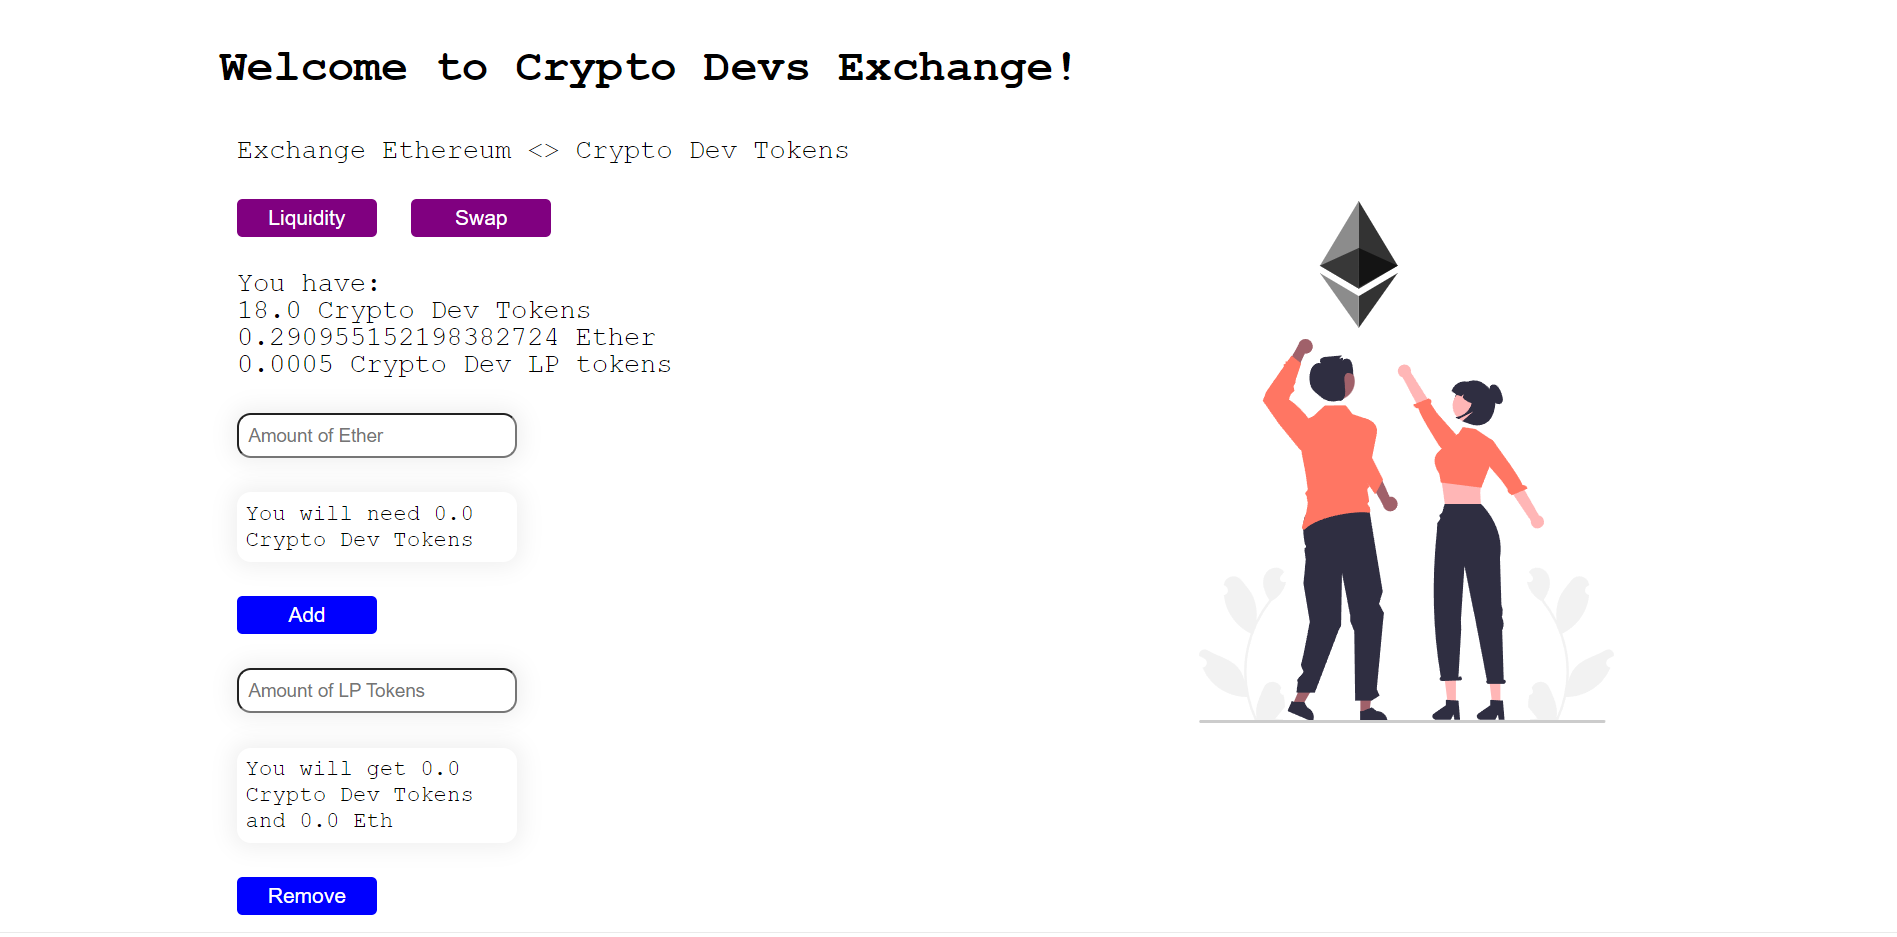 Welcome to Crypto Devs Exchange!
Exchange Ethereum <> Crypto Dev Tokens
Liquidity
Swap
You have:
18.0 Crypto Dev Tokens
0.290955152198382724 Ether
0.0005 Crypto Dev LP tokens
Amount of Ether
You will need 0.0
Crypto Dev Tokens
Add
Amount of LP Tokens
You will get 0.0
Crypto Dev Tokens
and 0.0 Eth
Remove